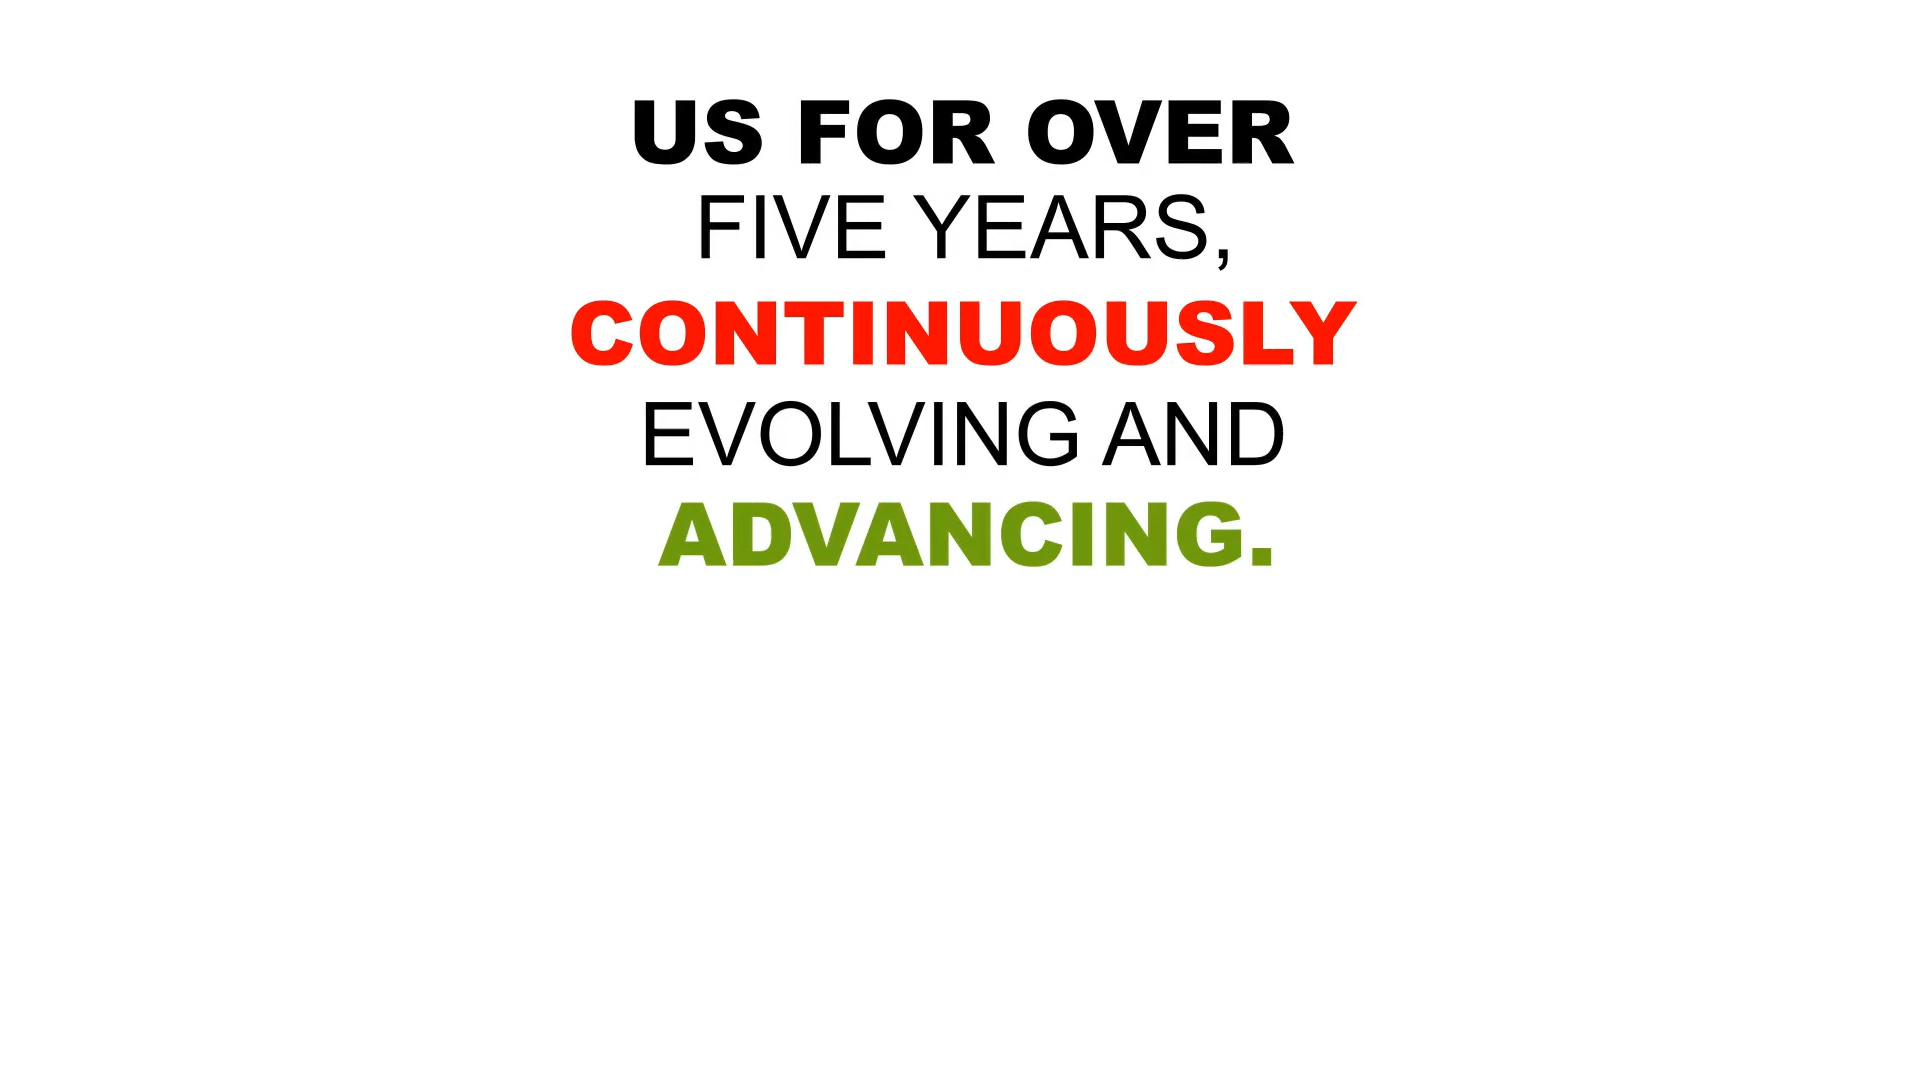 US FOR OVER
FIVE YEARS,
CONTINUOUSLY
EVOLVING AND
ADVANCING.